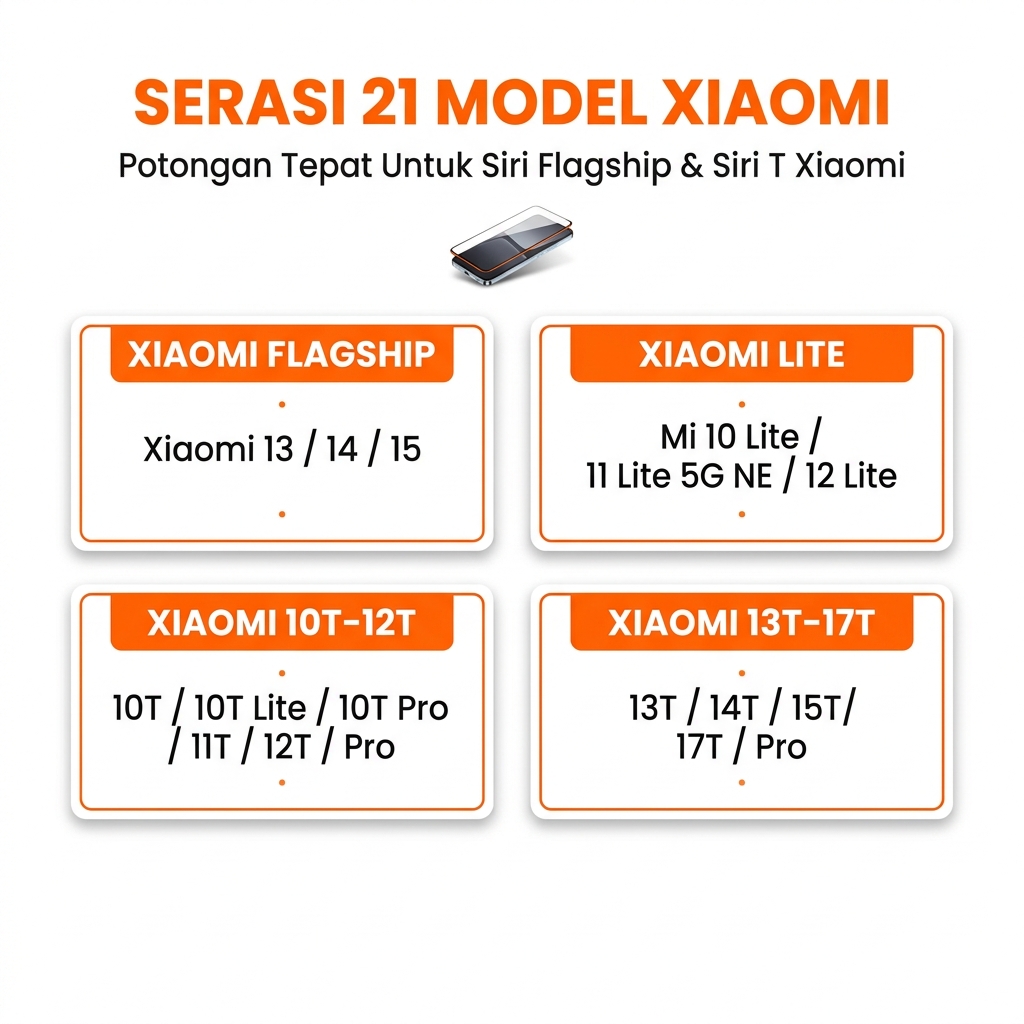 SERASI 21 MODEL XIAOMI
Potongan Tepat Untuk Siri Flagship & Siri T Xiaomi
XIAOMI FLAGSHIP
Xiaomi 13 / 14 / 15
XIAOMI LITE
Mi 10 Lite /
11 Lite 5G NE / 12 Lite
XIAOMI 10T-12T
10T / 10T Lite / 10T Pro
/ 11T / 12T / Pro
XIAOMI 13T-17T
13T / 14T / 15T/
17T / Pro